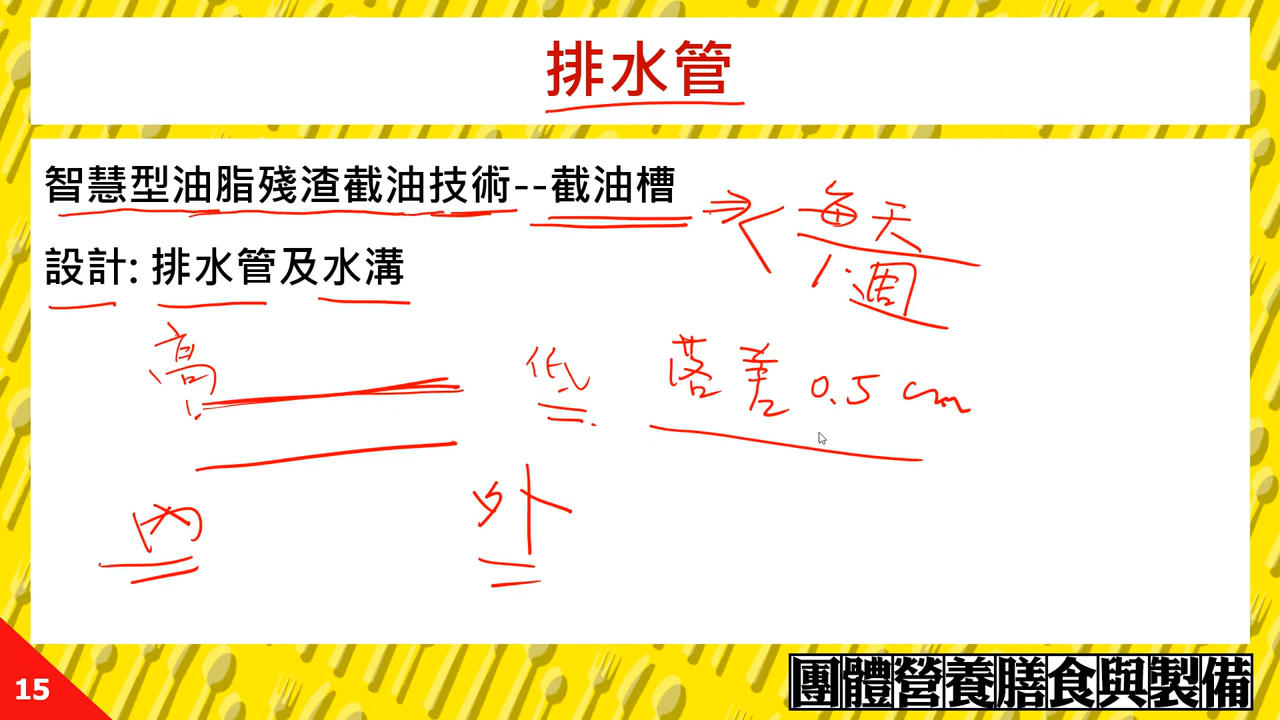 排水管
智慧型油脂殘渣截油技術--截油槽
每天
1週
設計: 排水管及水溝
高
低
落差 0.5 cm
內
外
15
團體營養膳食與製備